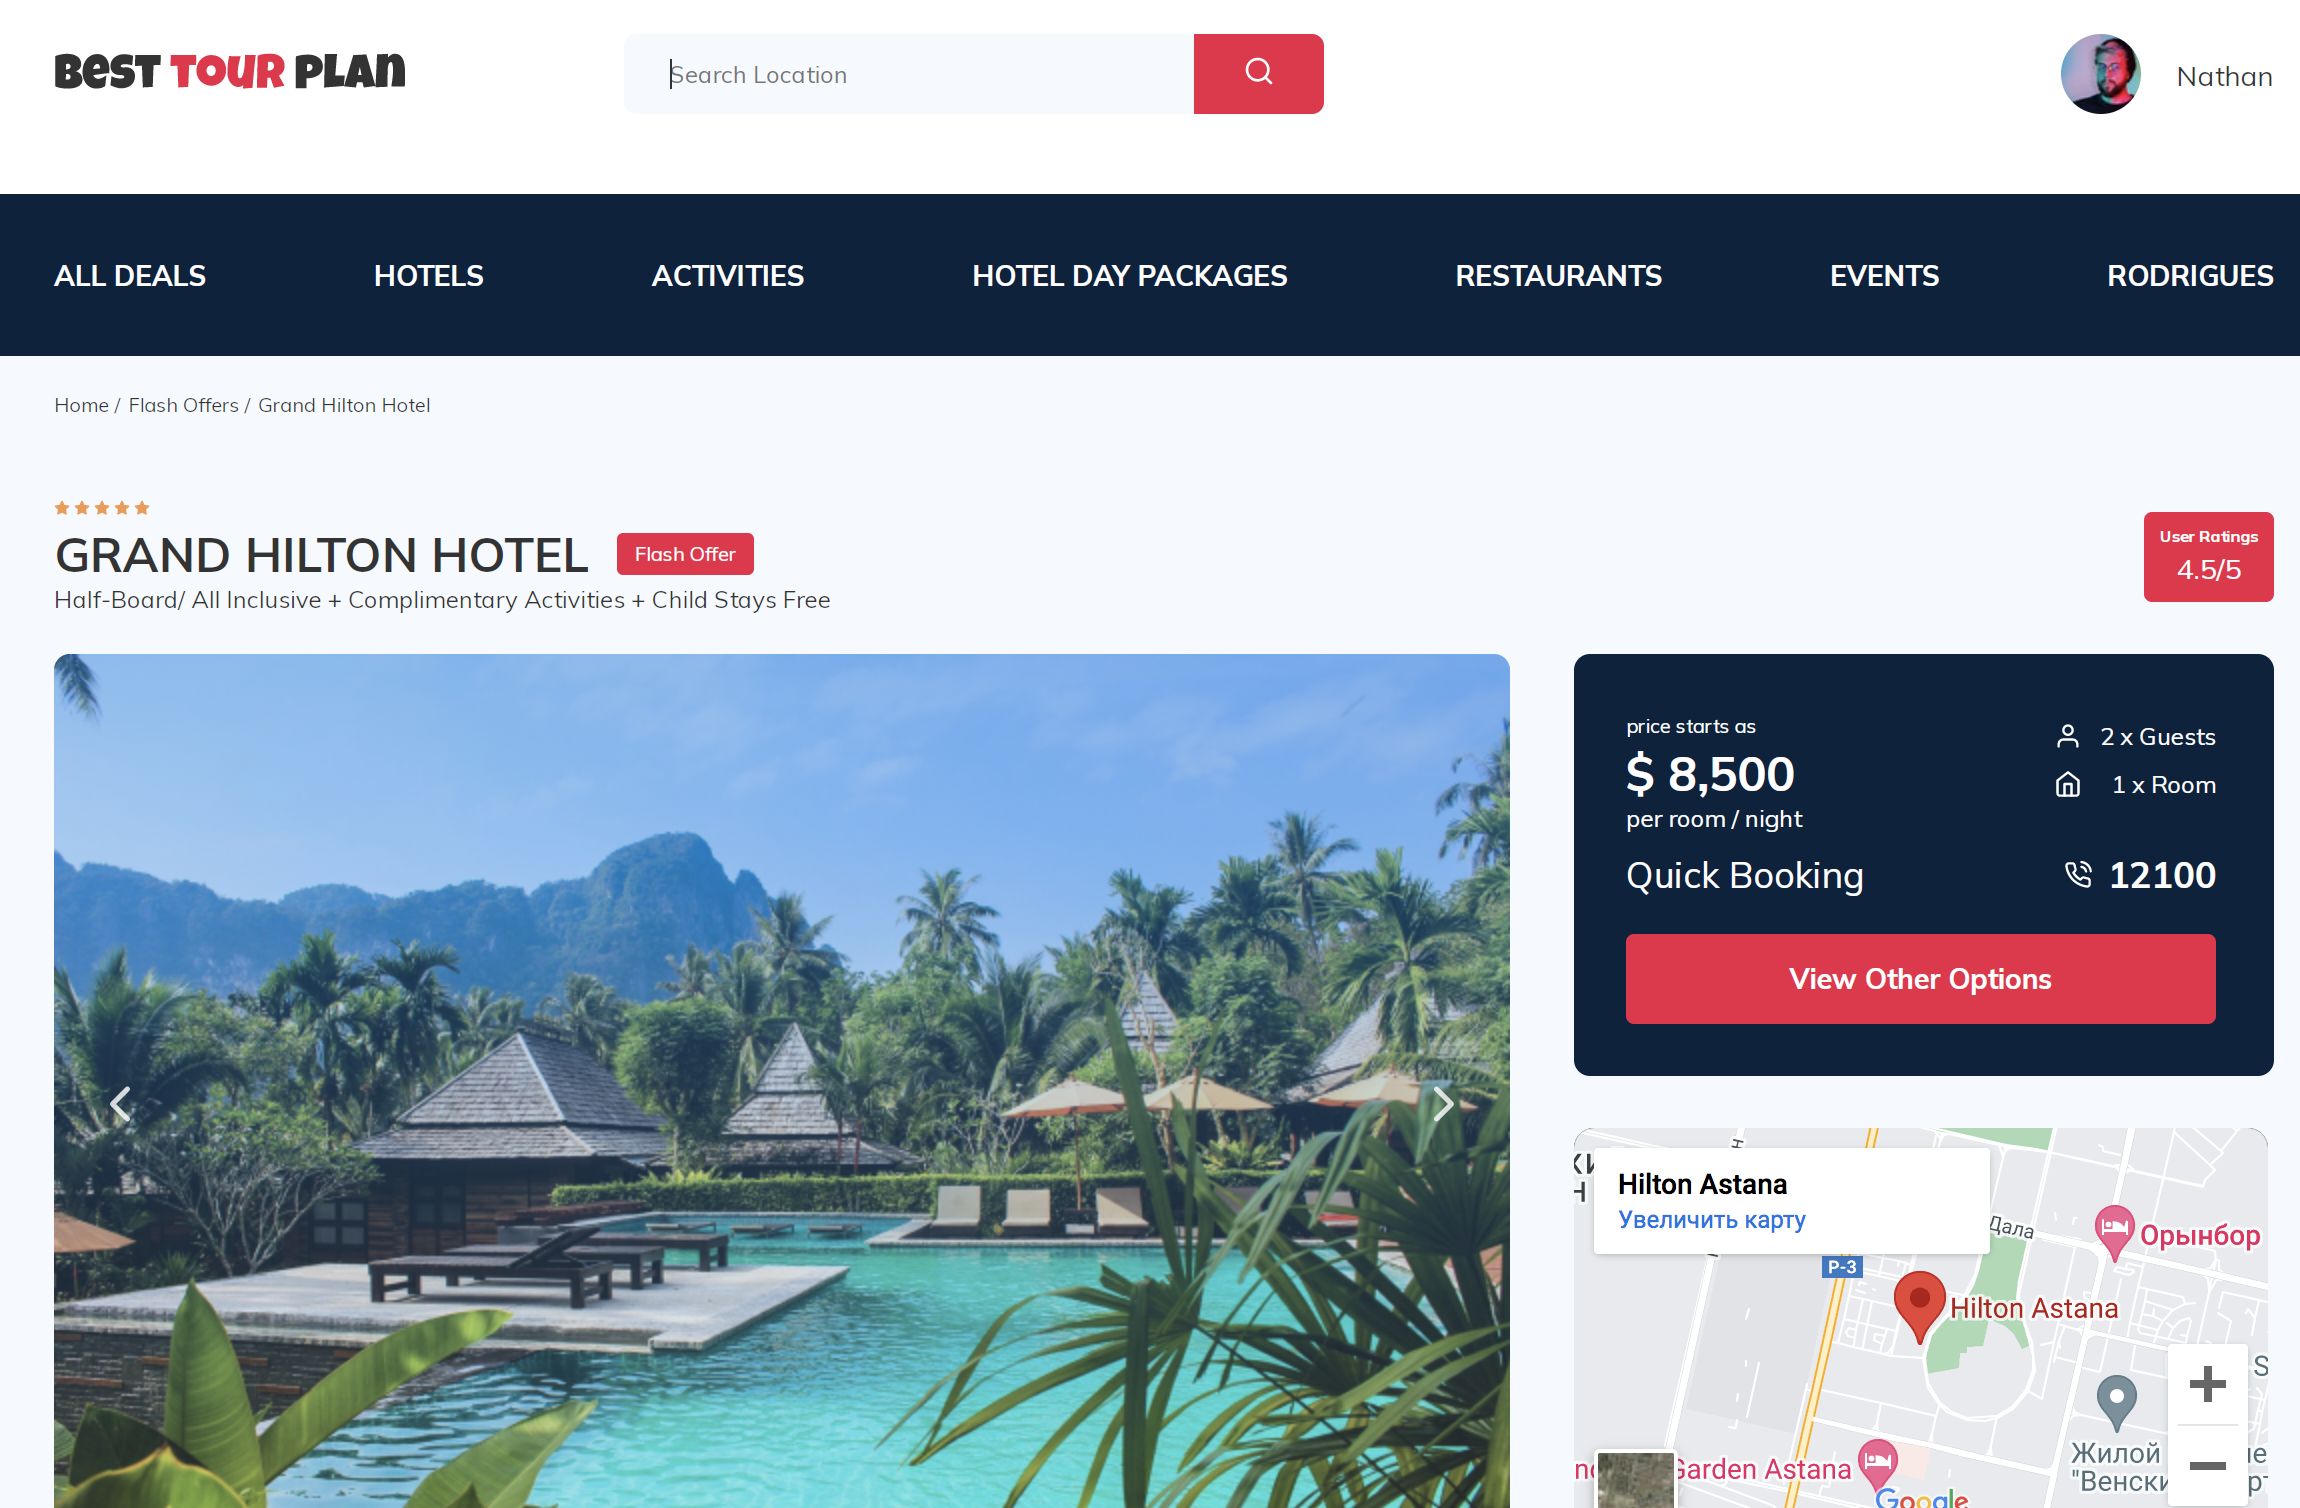 BEST TOUR PLAN
Search Location
Nathan
ALL DEALS HOTELS ACTIVITIES HOTEL DAY PACKAGES RESTAURANTS EVENTS RODRIGUES
Home / Flash Offers / Grand Hilton Hotel
GRAND HILTON HOTEL
Flash Offer
Half-Board/ All Inclusive + Complimentary Activities + Child Stays Free
User Ratings
4.5/5
price starts as
$ 8,500
per room / night
2 x Guests
1 x Room
Quick Booking
12100
View Other Options
Hilton Astana
Увеличить карту
Дала
Орынбор
P-3
Hilton Astana
Garden Astana
Жилой
Google